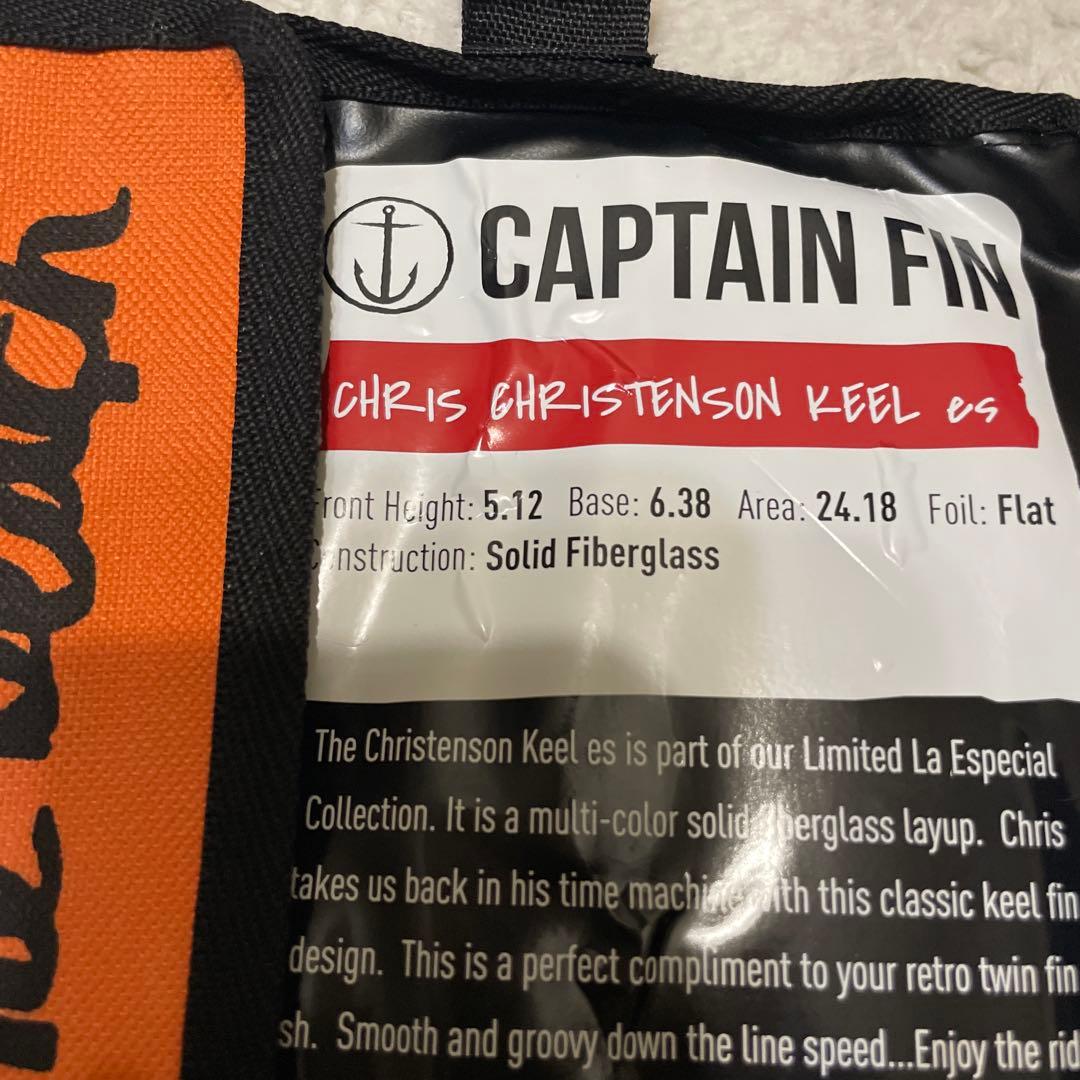 CAPTAIN FIN
CHRIS CHRISTENSON KEEL es
Front Height: 5.12 Base: 6.38 Area: 24.18 Foil: Flat
Construction: Solid Fiberglass
The Christenson Keel es is part of our Limited La Especial
Collection. It is a multi-color solid fiberglass layup. Chris
takes us back in his time machine with this classic keel fin
design. This is a perfect compliment to your retro twin fin
sh. Smooth and groovy down the line speed...Enjoy the rid